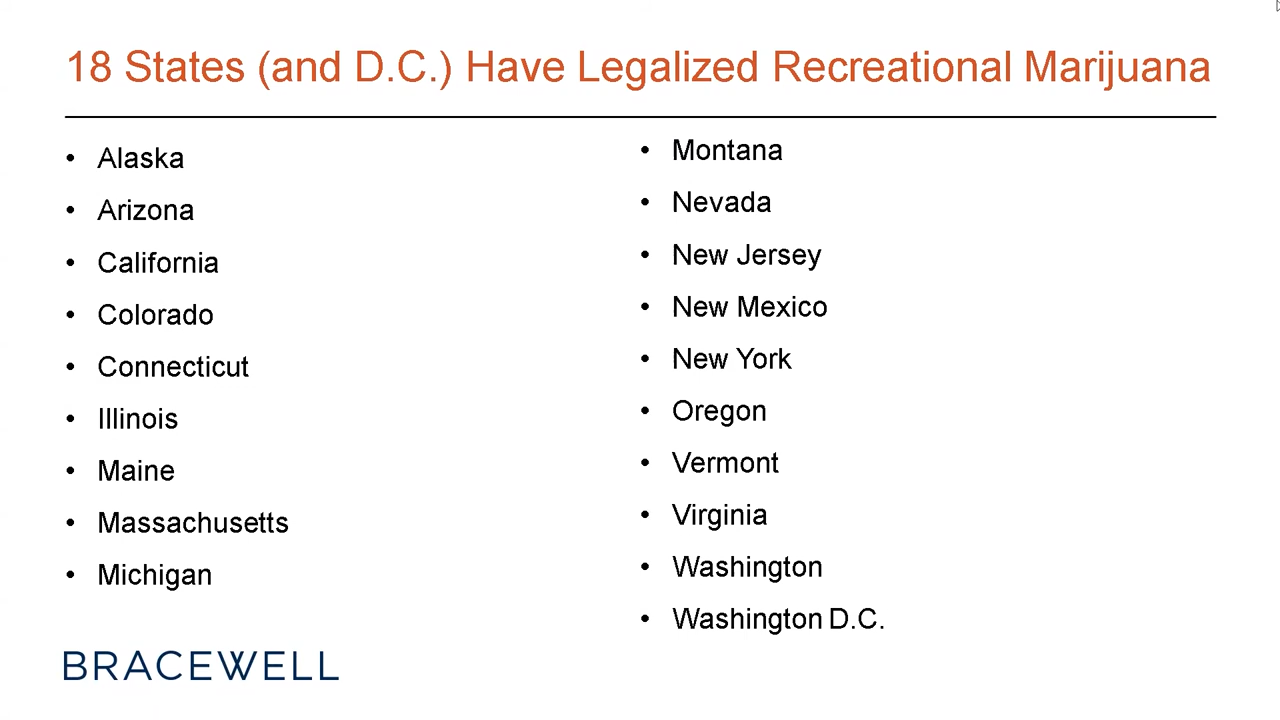 18 States (and D.C.) Have Legalized Recreational Marijuana
• Alaska
• Arizona
• California
• Colorado
• Connecticut
• Illinois
• Maine
• Massachusetts
• Michigan
• Montana
• Nevada
• New Jersey
• New Mexico
• New York
• Oregon
• Vermont
• Virginia
• Washington
• Washington D.C.
BRACEWELL